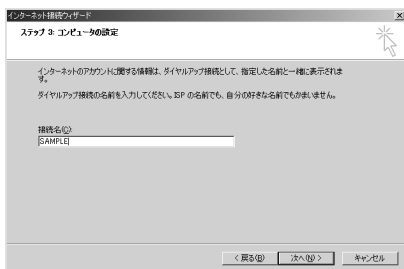 インターネット接続ウィザード
ステップ 3: コンピュータの設定
インターネットのアカウントに関する情報は、ダイヤルアップ接続として、指定した名前と一緒に表示されま
す。
ダイヤルアップ接続の名前を入力してください。ISP の名前でも、自分の好きな名前でもかまいません。
接続名(C):
SAMPLE
< 戻る(B)
次へ(N) >
キャンセル